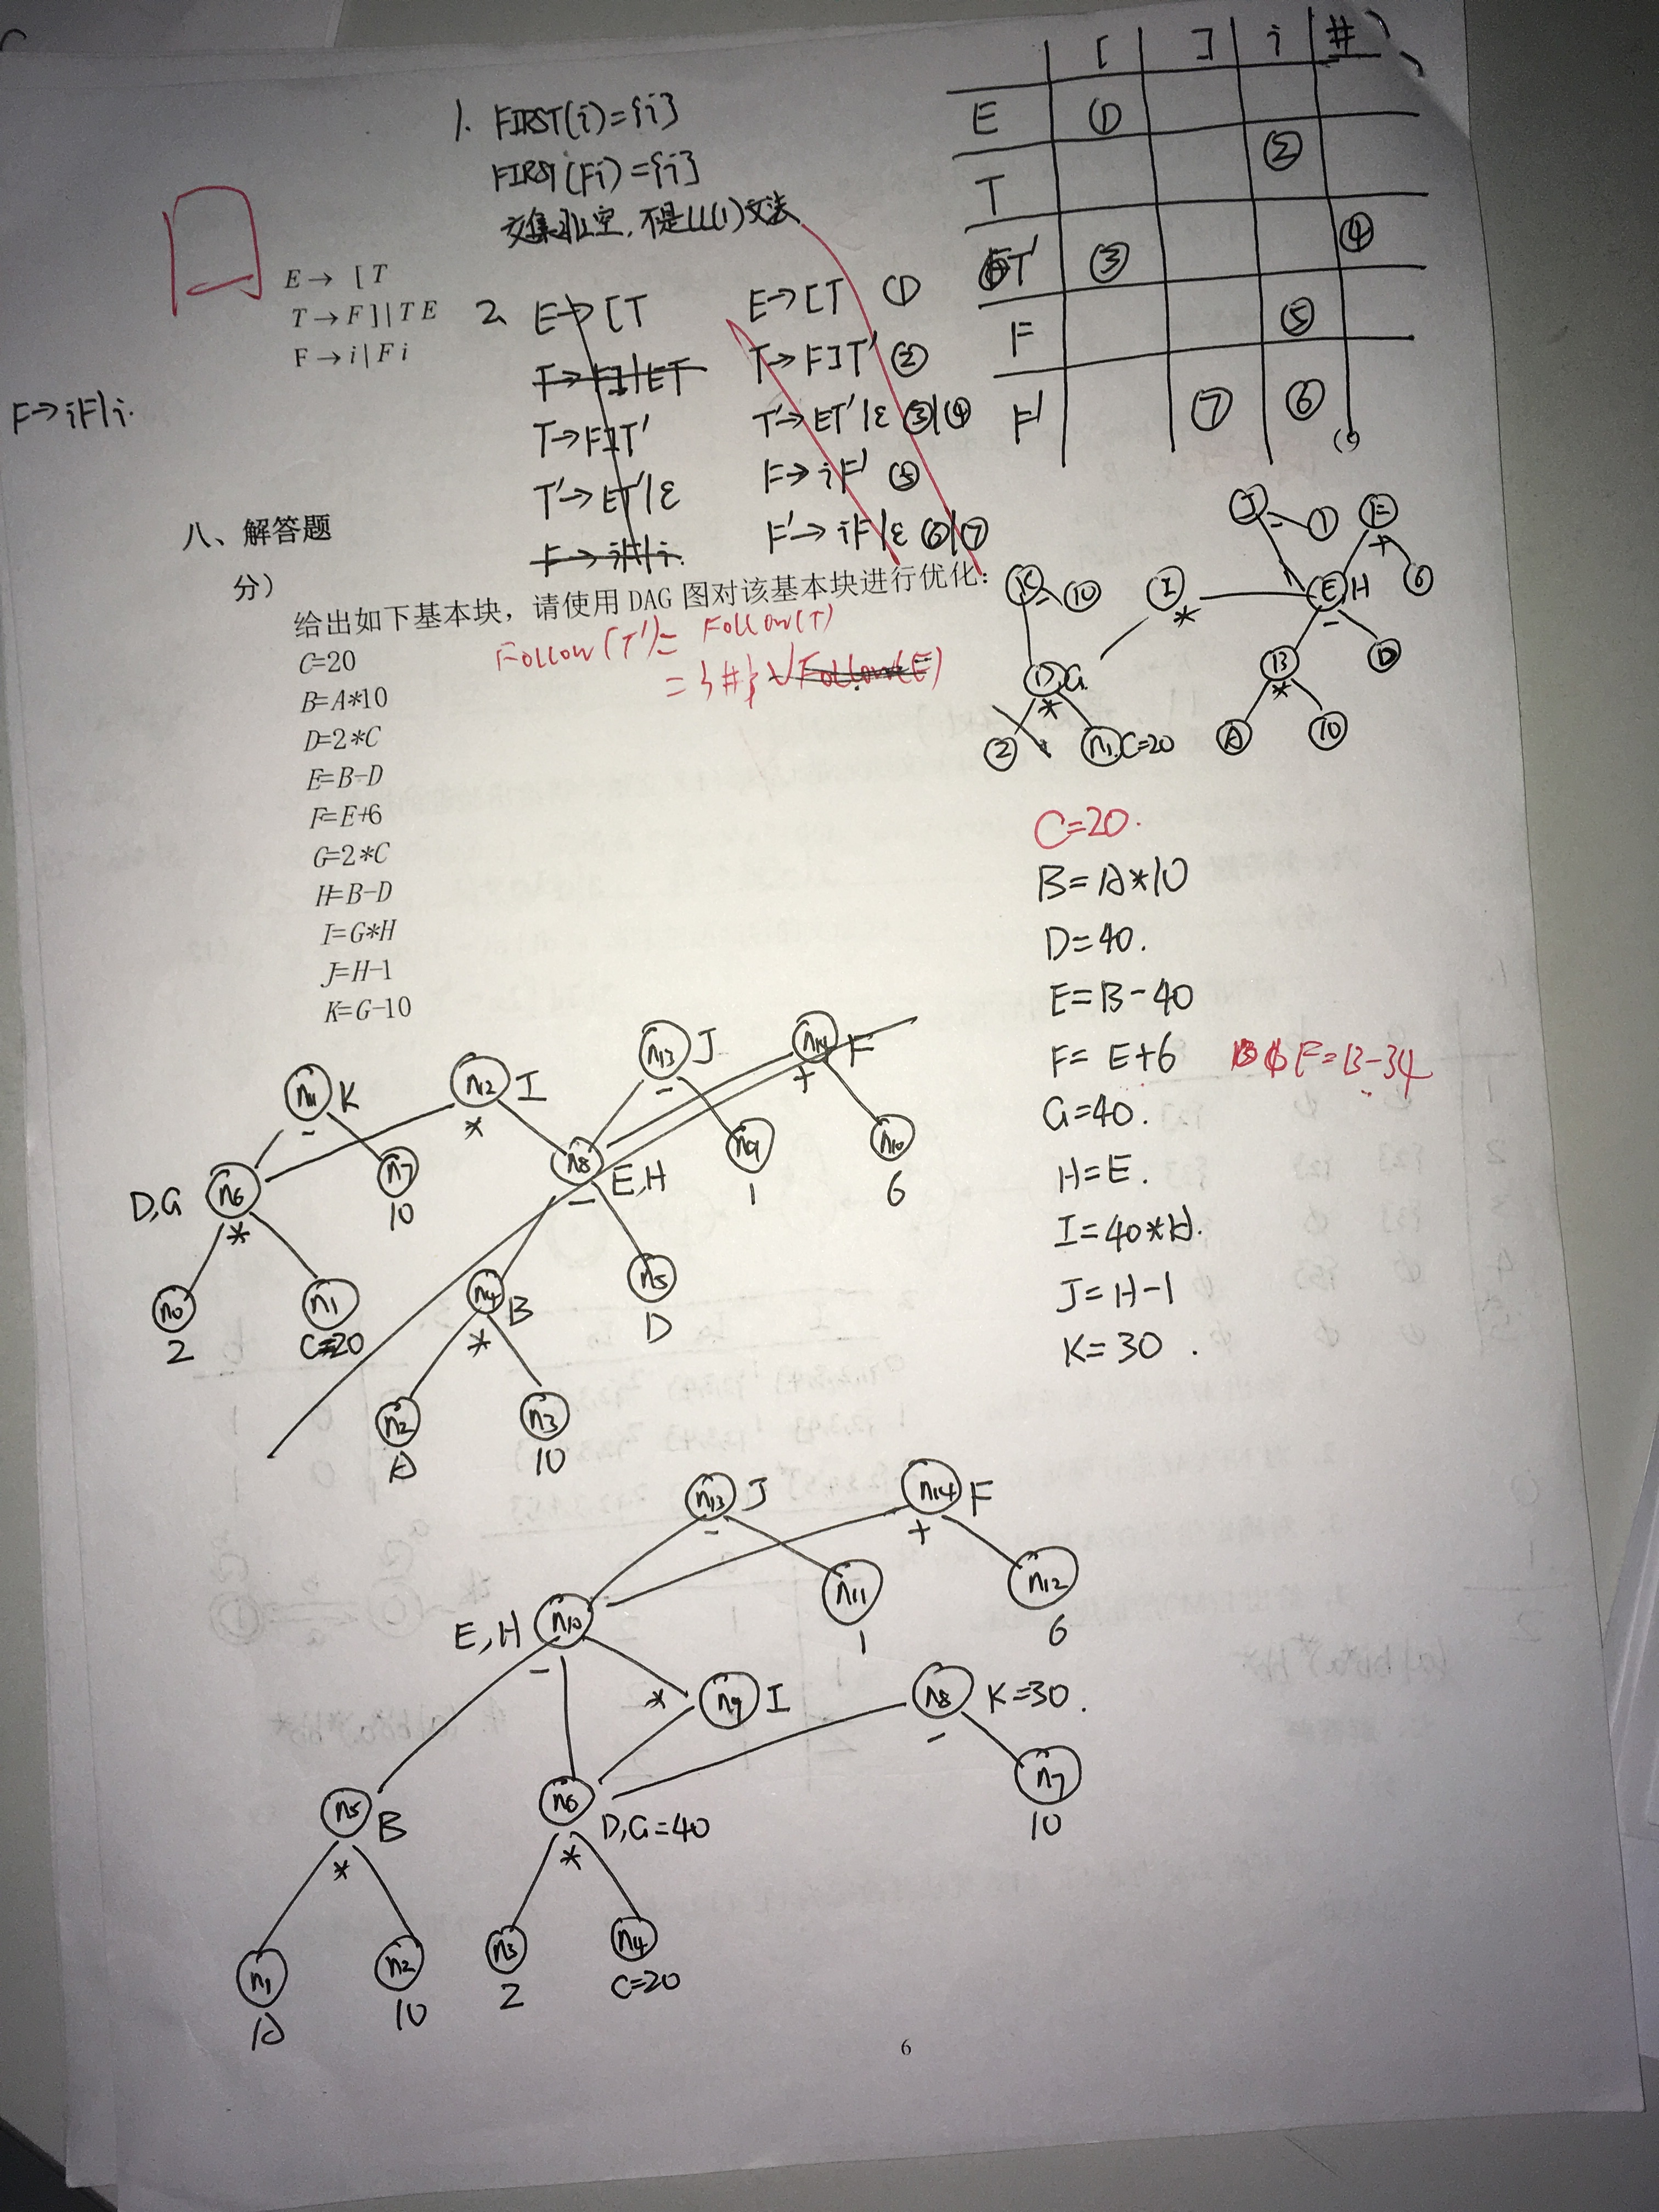 1. FIRST(i)={i}
FIRST(Fi)={i}
交集非空,不是LL(1)文法
[ ] i #
E ①
T ②
T' ③ ④
F ⑤
F' ⑦ ⑥
E→ [T
T→F]|TE
F→i|Fi
F→iF|i.
2. E→[T
T→F]|ET
T→F]T'
T'→ET'|ε
F→iF|i.
E→[T ①
T→F]T' ②
T'→ET'|ε ③|④
F→iF' ⑤
F'→iF'|ε ⑥|⑦
八、解答题
分)
给出如下基本块,请使用DAG图对该基本块进行优化:
Follow(T')= Follow(T)
={#}√Follow(E)
C=20
B=A*10
D=2*C
E=B-D
F=E+6
G=2*C
H=B-D
I=G*H
J=H-1
K=G-10
J - 1 F + 6
K - 10 I * E H -
D,G * B * D
2 n1 C=20 A 10
C=20.
B=A*10
D=40.
E=B-40
F= E+6 F=B-34
G=40.
H=E.
I=40*H.
J=H-1
K=30.
n11 K - n12 I * n13 J - n14 F +
D,G n6 * n7 10 n8 E,H - n9 1 n10 6
n0 2 n1 C=20 n4 B * n5 D
n2 A n3 10
n13 J - n14 F +
E,H n10 - n11 1 n12 6
* n9 I n8 K=30. -
n5 B * n6 D,G=40 * n7 10
n1 A n2 10 n3 2 n4 C=20
6